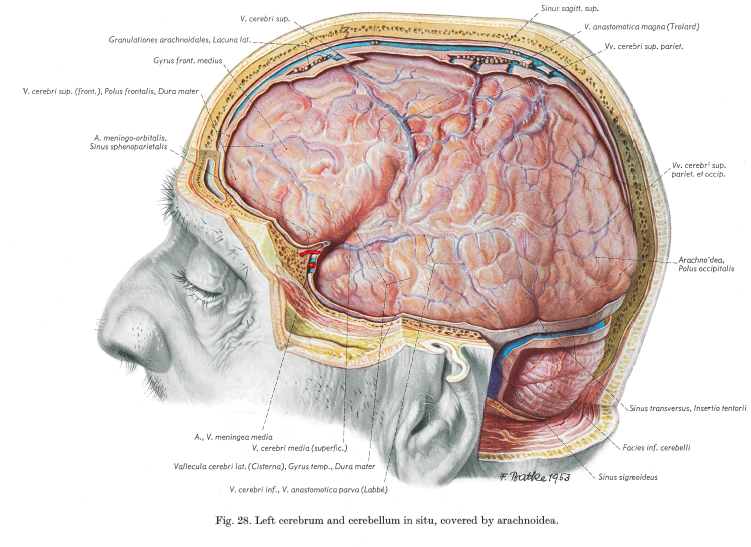 Sinus sagitt. sup.
V. cerebri sup.
V. anastomotica magna (Trolard)
Granulationes arachnoidales, Lacuna lat.
Vv. cerebri sup. pariet.
Gyrus front. medius
V. cerebri sup. (front.), Polus frontalis, Dura mater
A. meningo-orbitalis,
Sinus sphenoparietalis
Vv. cerebri sup.
pariet. et occip.
Arachnoidea,
Polus occipitalis
Sinus transversus, Insertio tentorii
A., V. meningea media
V. cerebri media (superfic.)
Facies inf. cerebelli
Vallecula cerebri lat. (Cisterna), Gyrus temp., Dura mater
Sinus sigmoideus
F. Batke 1953
V. cerebri inf., V. anastomotica parva (Labbé)
Fig. 28. Left cerebrum and cerebellum in situ, covered by arachnoidea.